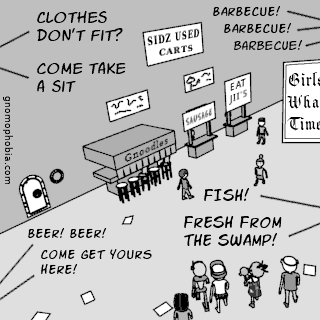 CLOTHES
DON'T FIT?
COME TAKE
A SIT
BARBECUE!
BARBECUE!
BARBECUE!
SIDZ USED
CARTS
EAT
JII'S
SAUSAGE
Gnoodles
Girls
Wha
Time
gnomophobia.com
FISH!
FRESH FROM
THE SWAMP!
BEER! BEER!
COME GET YOURS
HERE!